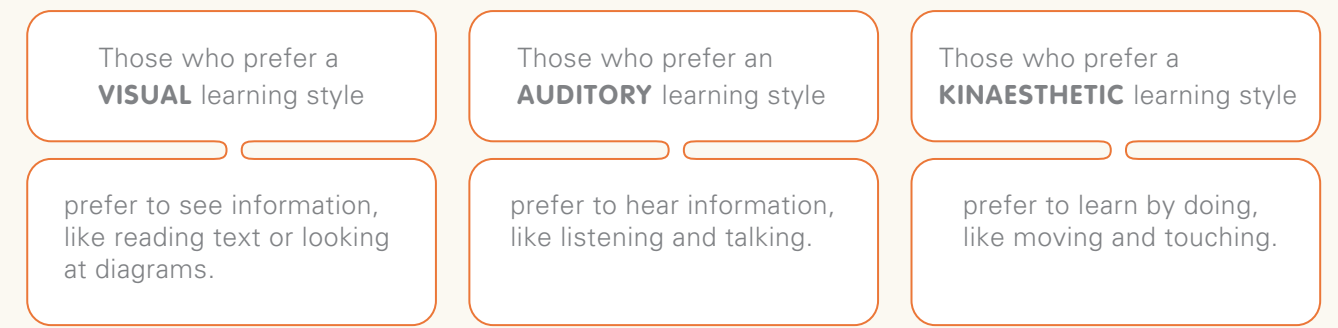 Those who prefer a
VISUAL learning style
prefer to see information,
like reading text or looking
at diagrams.
Those who prefer an
AUDITORY learning style
prefer to hear information,
like listening and talking.
Those who prefer a
KINAESTHETIC learning style
prefer to learn by doing,
like moving and touching.